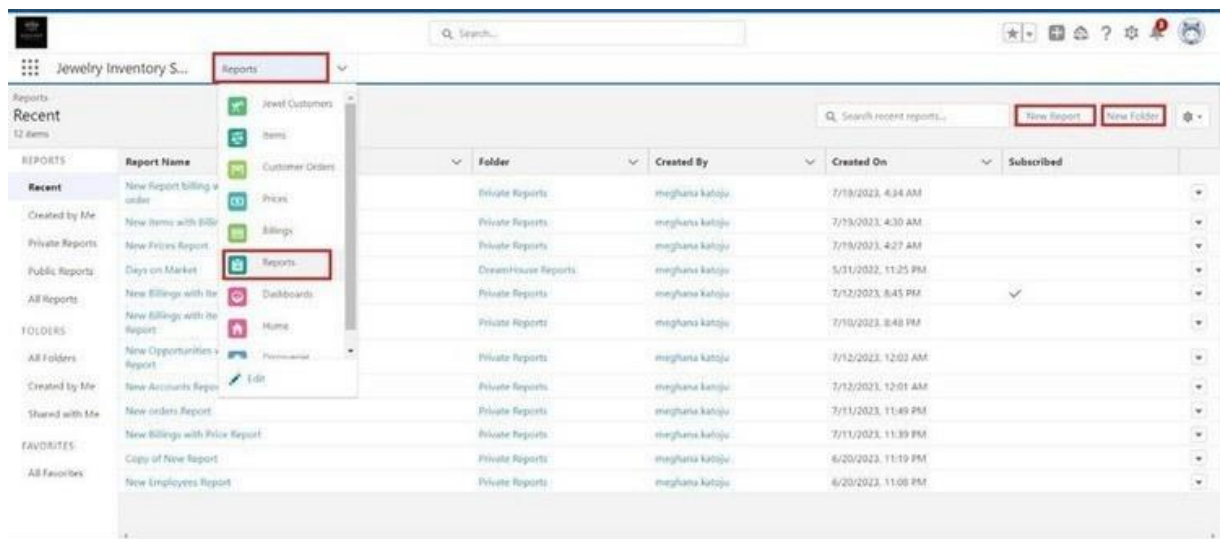 Search...
Jewelry Inventory S...
Reports
Reports
Recent
12 items
Search recent reports...
New Report
New Folder
Jewel Customers
Items
Customer Orders
Prices
Billings
Reports
Dashboards
Home
Edit
REPORTS
Recent
Created by Me
Private Reports
Public Reports
All Reports
FOLDERS
All Folders
Created by Me
Shared with Me
FAVORITES
All Favorites
Report Name Folder Created By Created On Subscribed
New Report billing
order Private Reports meghana katoju 7/19/2023, 4:34 AM
New Items with Private Reports meghana katoju 7/19/2023, 4:30 AM
New Prices Report Private Reports meghana katoju 7/19/2023, 4:27 AM
Days on Market DreamHouse Reports meghana katoju 5/31/2022, 11:25 PM
New Billings with Ite Private Reports meghana katoju 7/12/2023, 8:45 PM
New Billings with Ite
Report Private Reports meghana katoju 7/10/2023, 8:48 PM
New Opportunities
Report Private Reports meghana katoju 7/12/2023, 12:03 AM
New Accounts Repo Private Reports meghana katoju 7/12/2023, 12:01 AM
New orders Report Private Reports meghana katoju 7/11/2023, 11:49 PM
New Billings with Price Report Private Reports meghana katoju 7/11/2023, 11:39 PM
Copy of New Report Private Reports meghana katoju 6/20/2023, 11:19 PM
New Employees Report Private Reports meghana katoju 6/20/2023, 11:08 PM